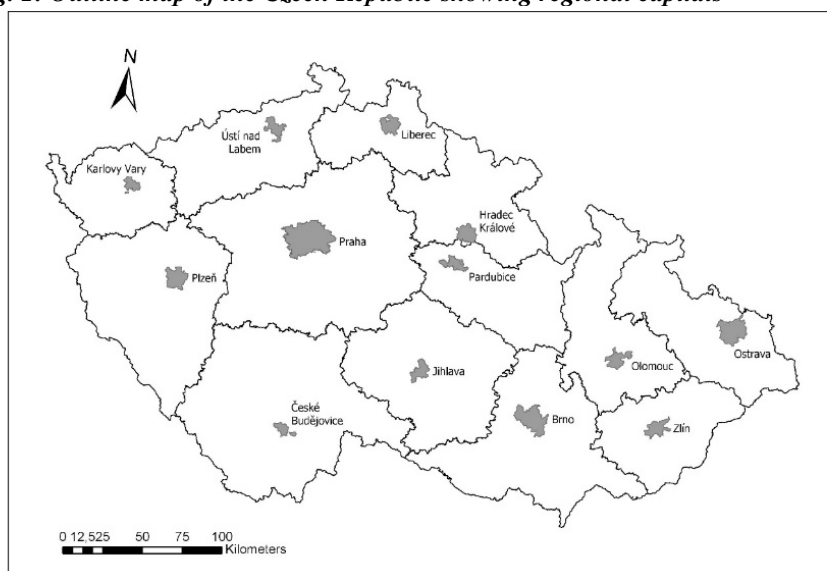 N
Ústí nad
Labem
Liberec
Karlovy Vary
Hradec
Králové
Praha
Plzeň
Pardubice
Ostrava
Olomouc
Jihlava
České
Budějovice
Brno
Zlín
0 12,525 50 75 100
Kilometers